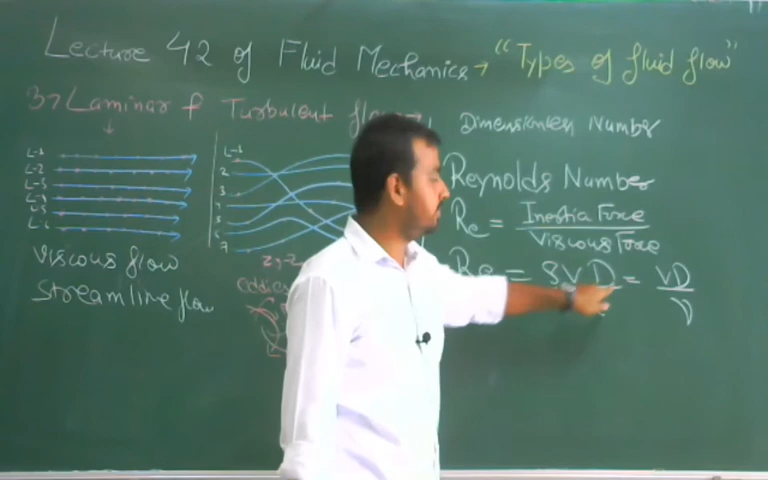 Lecture 42 of Fluid Mechanics → "Types of fluid flow"
3> Laminar & Turbulent flow →
Dimensionless Number
L-1
L-2
L-3
L-4
L-5
L-6
L-1
2
3
4
5
6
7
Viscous flow
Streamline flow
z, z
eddies
Reynolds Number
Re = Inertia Force / Viscous Force
Re = ρVD = VD / ν